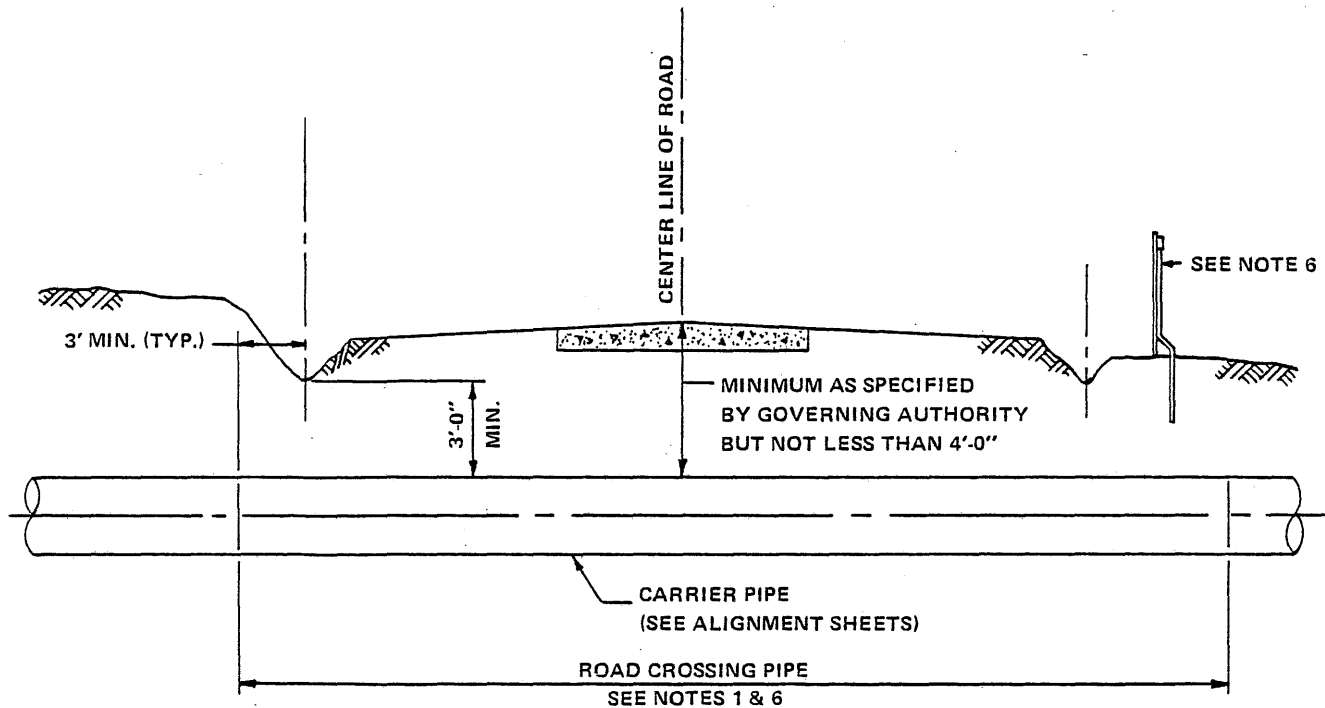 CENTER LINE OF ROAD
SEE NOTE 6
3' MIN. (TYP.)
3'-0"
MIN.
MINIMUM AS SPECIFIED
BY GOVERNING AUTHORITY
BUT NOT LESS THAN 4'-0"
CARRIER PIPE
(SEE ALIGNMENT SHEETS)
ROAD CROSSING PIPE
SEE NOTES 1 & 6